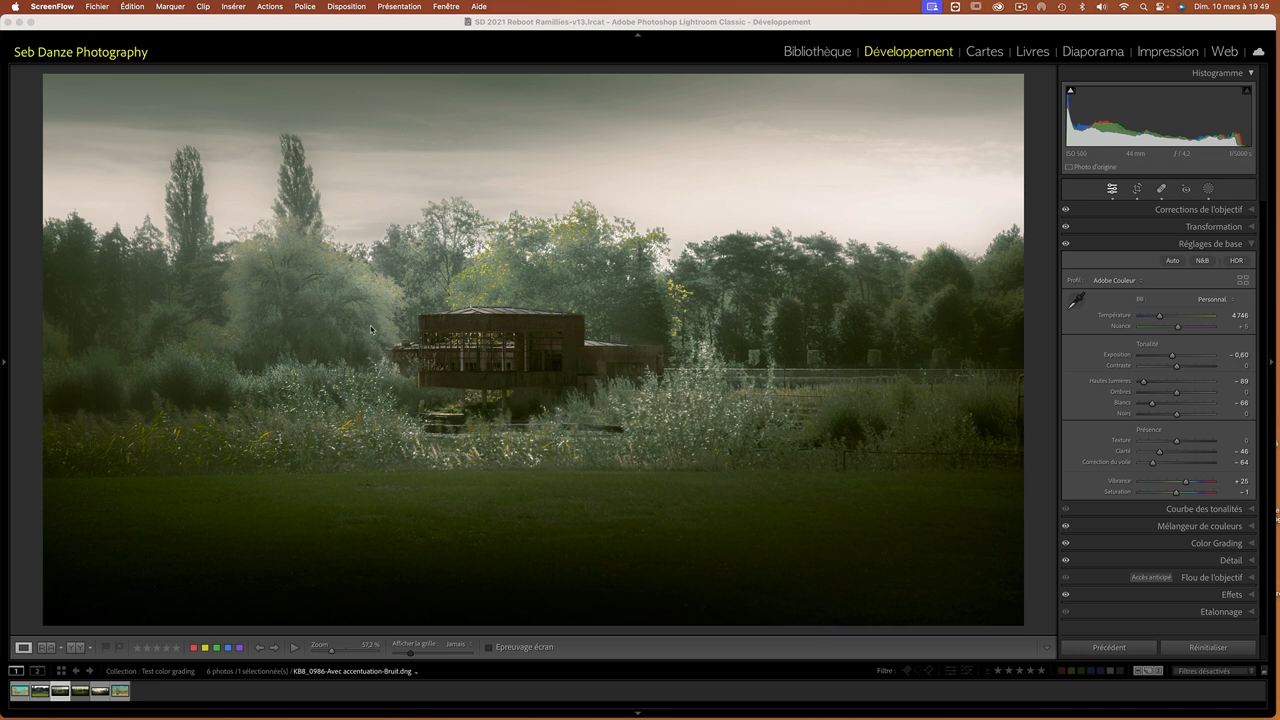 ScreenFlow Fichier Édition Marquer Clip Insérer Actions Police Disposition Présentation Fenêtre Aide Dim. 10 mars à 19 49
SD 2021 Reboot Ramillies-v13.lrcat - Adobe Photoshop Lightroom Classic - Développement
Seb Danze Photography
Bibliothèque | Développement | Cartes | Livres | Diaporama | Impression | Web
Histogramme
ISO 500 44 mm ƒ / 4,2 1/5000 s
Photo d'origine
Corrections de l'objectif
Transformation
Réglages de base
Auto N&B HDR
Profil : Adobe Couleur
BB Personnal.
Température 4 746
Nuance + 5
Tonalité
Exposition – 0,60
Contraste 0
Hautes lumières – 89
Ombres 0
Blancs – 66
Noirs 0
Présence
Texture 0
Clarté – 46
Correction du voile – 64
Vibrance + 25
Saturation – 1
Courbe des tonalités
Mélangeur de couleurs
Color Grading
Détail
Accès anticipé Flou de l'objectif
Effets
Etalonnage
Zoom 57,2 % Afficher la grille : Jamais Epreuvage écran
Précédent Réinitialiser
1 2 Collection : Test color grading 6 photos /1 sélectionnée(s) / KB8_0986-Avec accentuation-Bruit.dng Filtre : Filtres désactivés